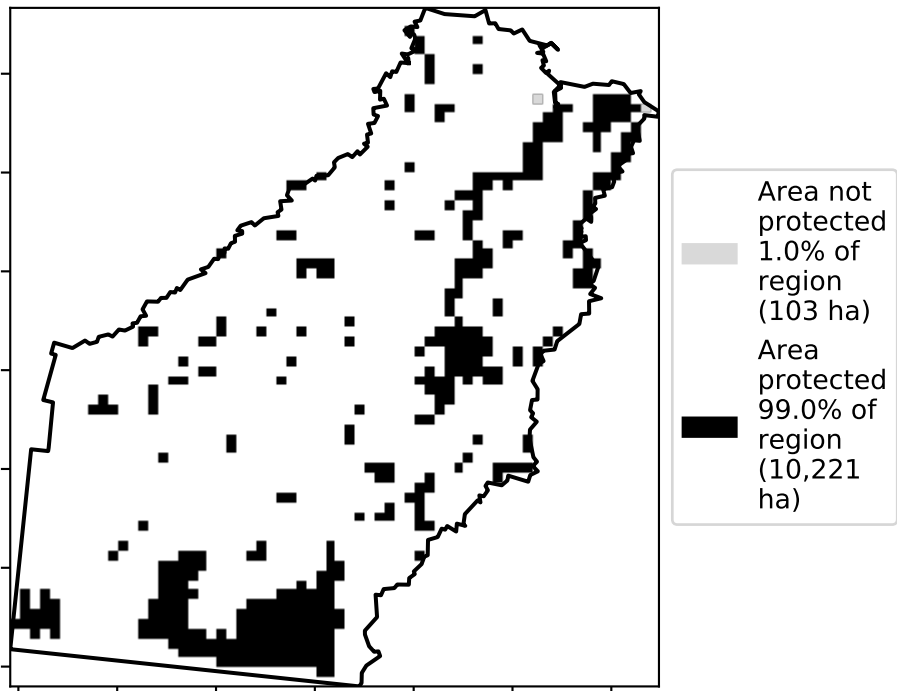 Area not
protected
1.0% of
region
(103 ha)
Area
protected
99.0% of
region
(10,221
ha)